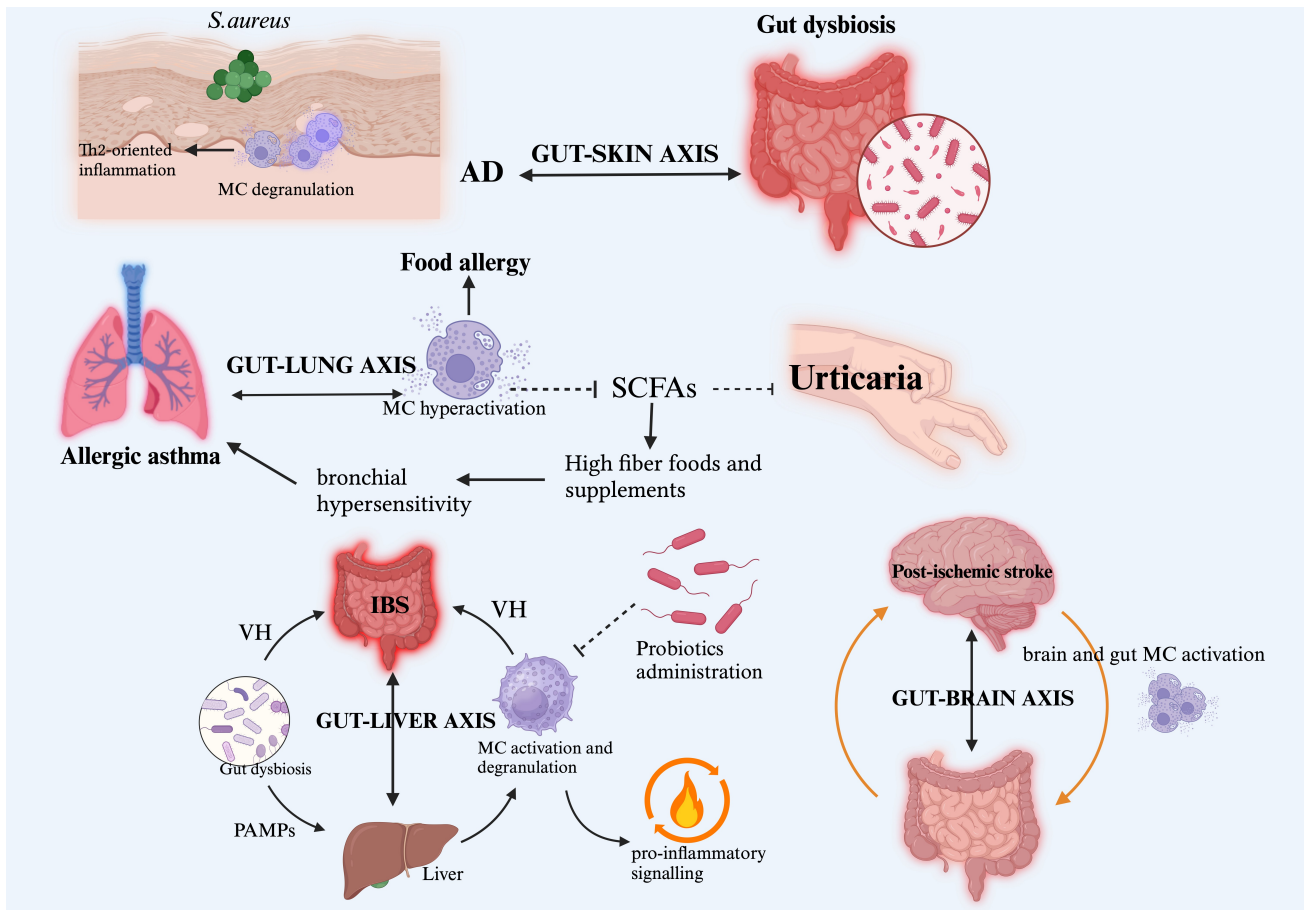 S.aureus
Gut dysbiosis
Th2-oriented
inflammation
MC degranulation
AD
GUT-SKIN AXIS
Food allergy
GUT-LUNG AXIS
MC hyperactivation
SCFAs
Urticaria
Allergic asthma
bronchial
hypersensitivity
High fiber foods and
supplements
IBS
VH
VH
Probiotics
administration
Post-ischemic stroke
brain and gut MC activation
GUT-BRAIN AXIS
GUT-LIVER AXIS
MC activation and
degranulation
Gut dysbiosis
PAMPs
Liver
pro-inflammatory
signalling